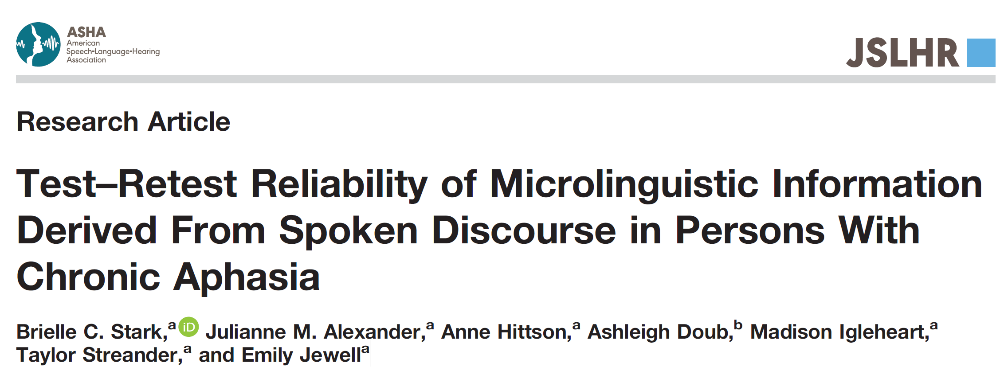 ASHA
American
Speech-Language-Hearing
Association
JSLHR
Research Article
Test–Retest Reliability of Microlinguistic Information
Derived From Spoken Discourse in Persons With
Chronic Aphasia
Brielle C. Stark,a iD Julianne M. Alexander,a Anne Hittson,a Ashleigh Doub,b Madison Igleheart,a
Taylor Streander,a and Emily Jewella